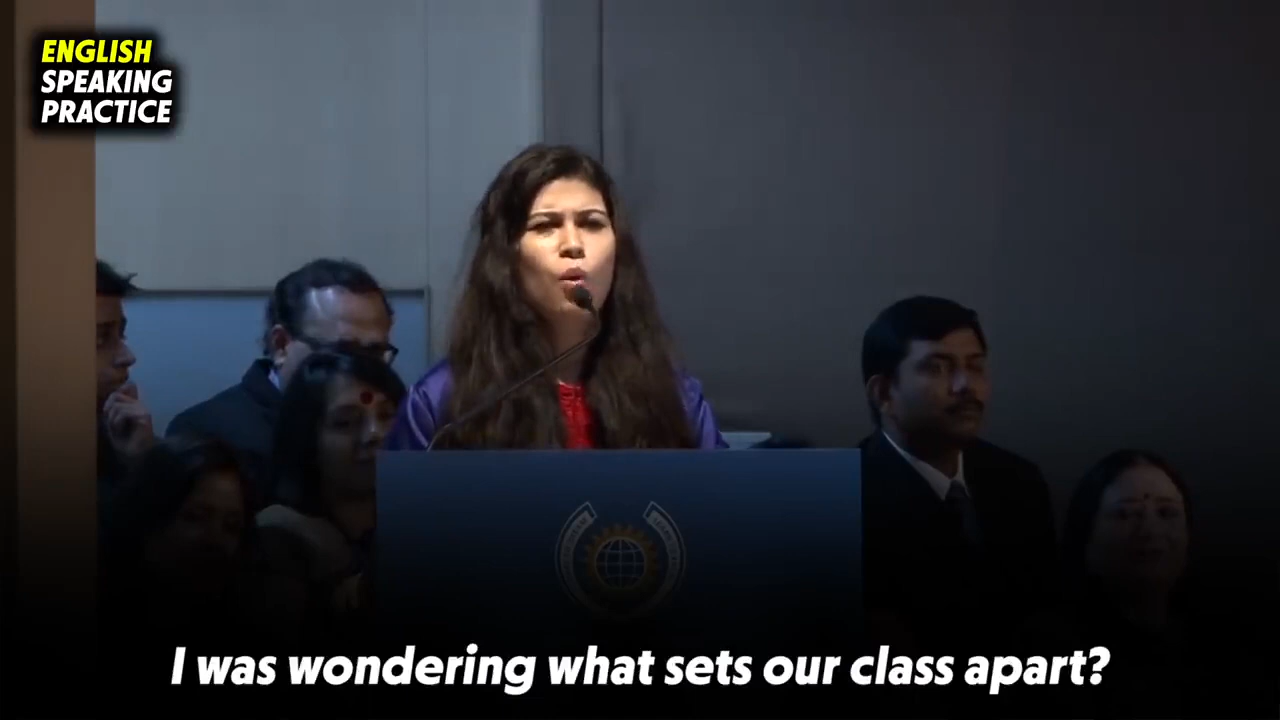 ENGLISH
SPEAKING
PRACTICE
I was wondering what sets our class apart?